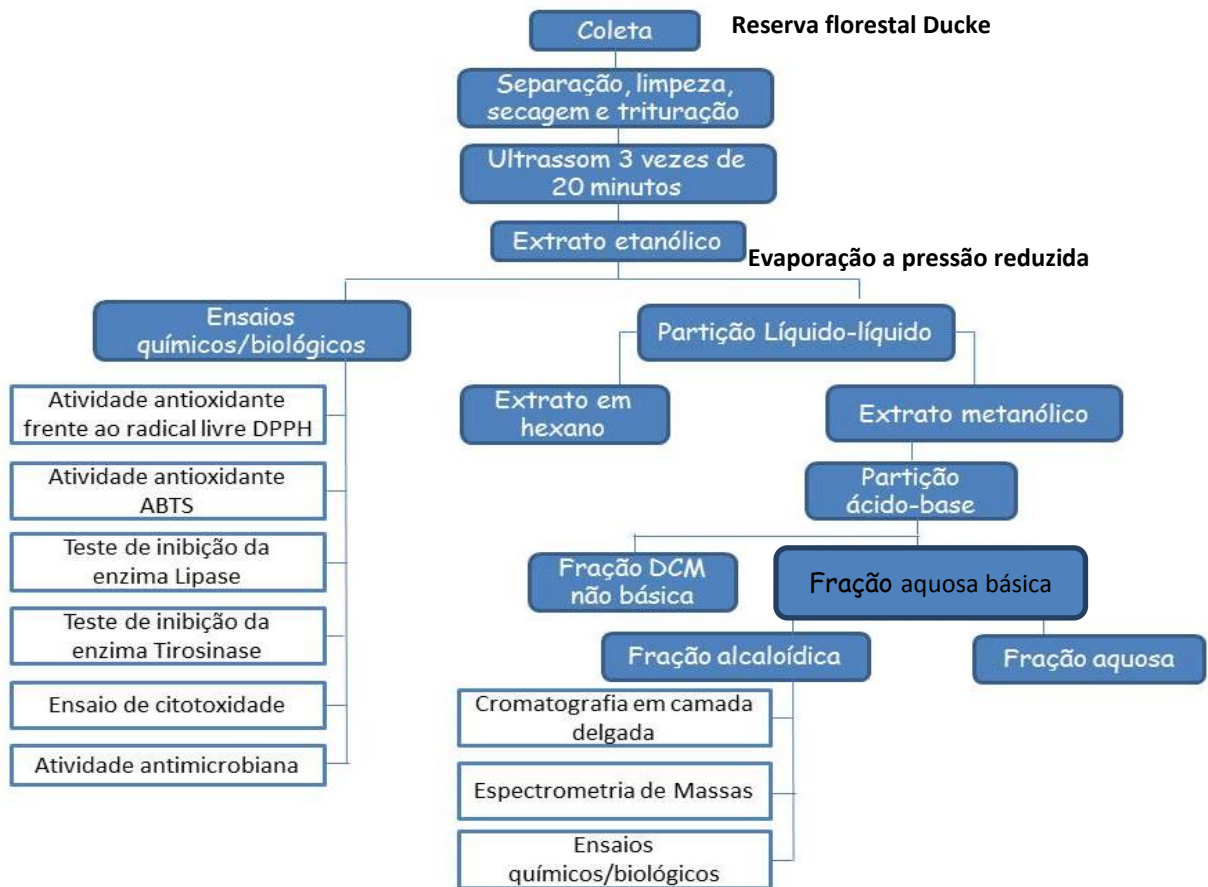 Coleta
Reserva florestal Ducke
Separação, limpeza,
secagem e trituração
Ultrassom 3 vezes de
20 minutos
Extrato etanólico
Evaporação a pressão reduzida
Ensaios
químicos/biológicos
Atividade antioxidante
frente ao radical livre DPPH
Atividade antioxidante
ABTS
Teste de inibição da
enzima Lipase
Teste de inibição da
enzima Tirosinase
Ensaio de citotoxidade
Atividade antimicrobiana
Partição Líquido-líquido
Extrato em
hexano
Extrato metanólico
Partição
ácido-base
Fração DCM
não básica
Fração aquosa básica
Fração alcaloídica
Fração aquosa
Cromatografia em camada
delgada
Espectrometria de Massas
Ensaios
químicos/biológicos